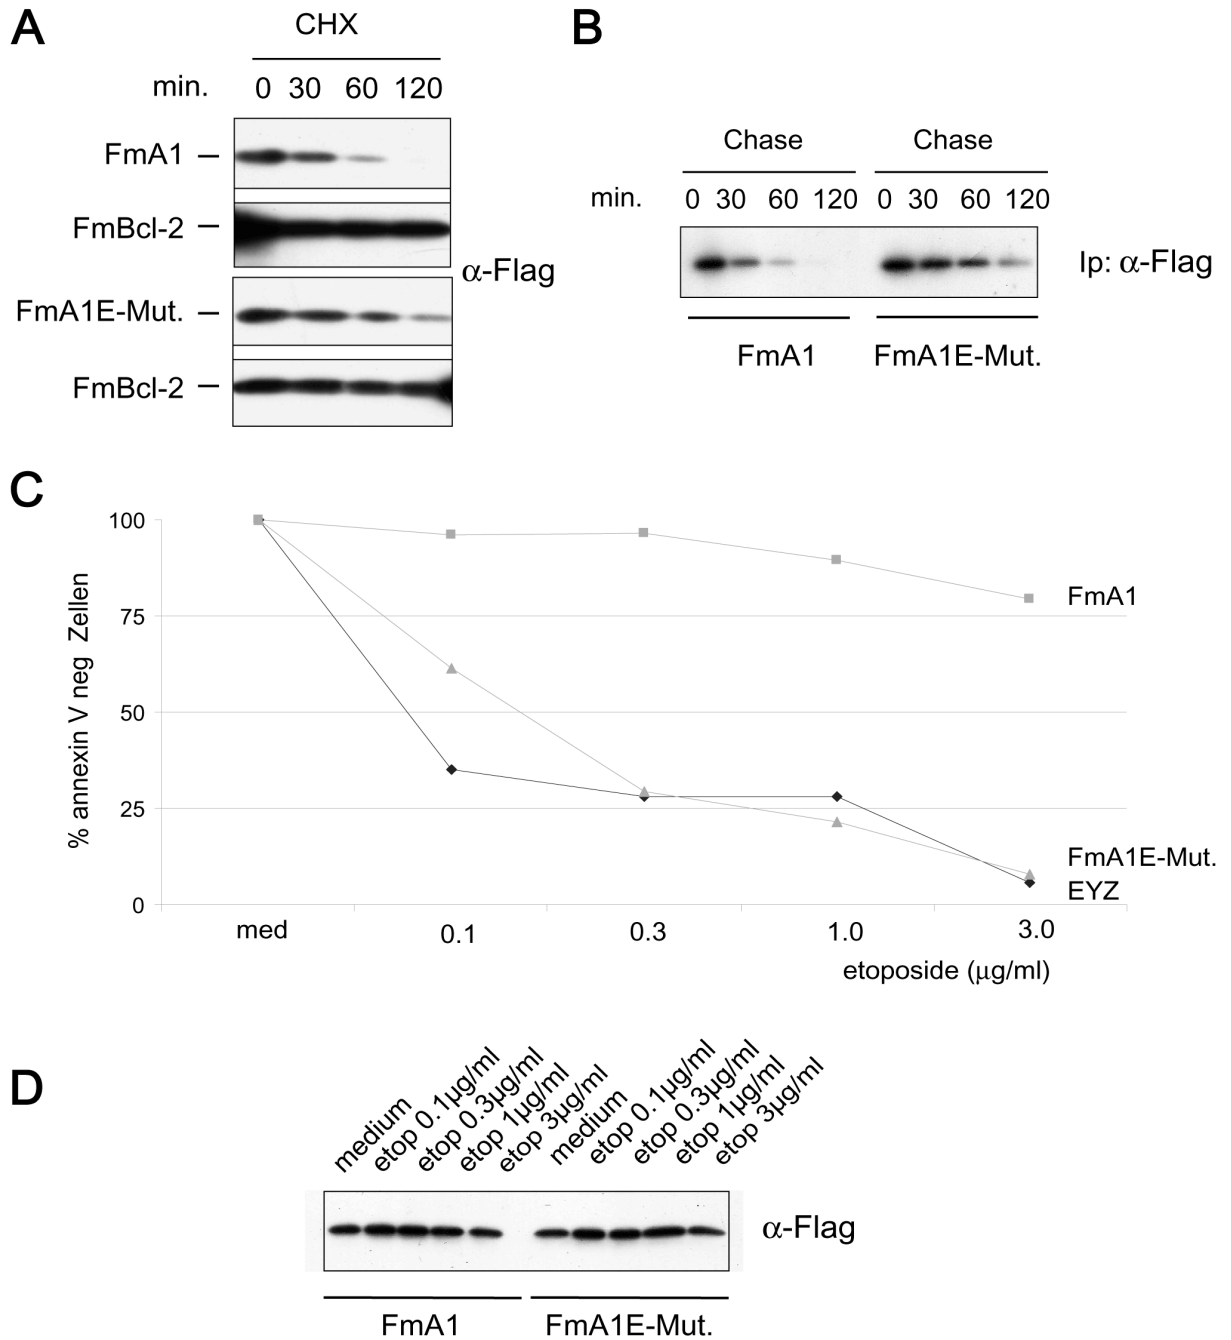 A
CHX
min. 0 30 60 120
FmA1
FmBcl-2
FmA1E-Mut.
FmBcl-2
α-Flag
B
Chase Chase
min. 0 30 60 120 0 30 60 120
Ip: α-Flag
FmA1 FmA1E-Mut.
C
% annexin V neg Zellen
100
75
50
25
0
FmA1
FmA1E-Mut.
EYZ
med 0.1 0.3 1.0 3.0
etoposide (μg/ml)
D
medium
etop 0.1μg/ml
etop 0.3μg/ml
etop 1μg/ml
etop 3μg/ml
medium
etop 0.1μg/ml
etop 0.3μg/ml
etop 1μg/ml
etop 3μg/ml
α-Flag
FmA1 FmA1E-Mut.